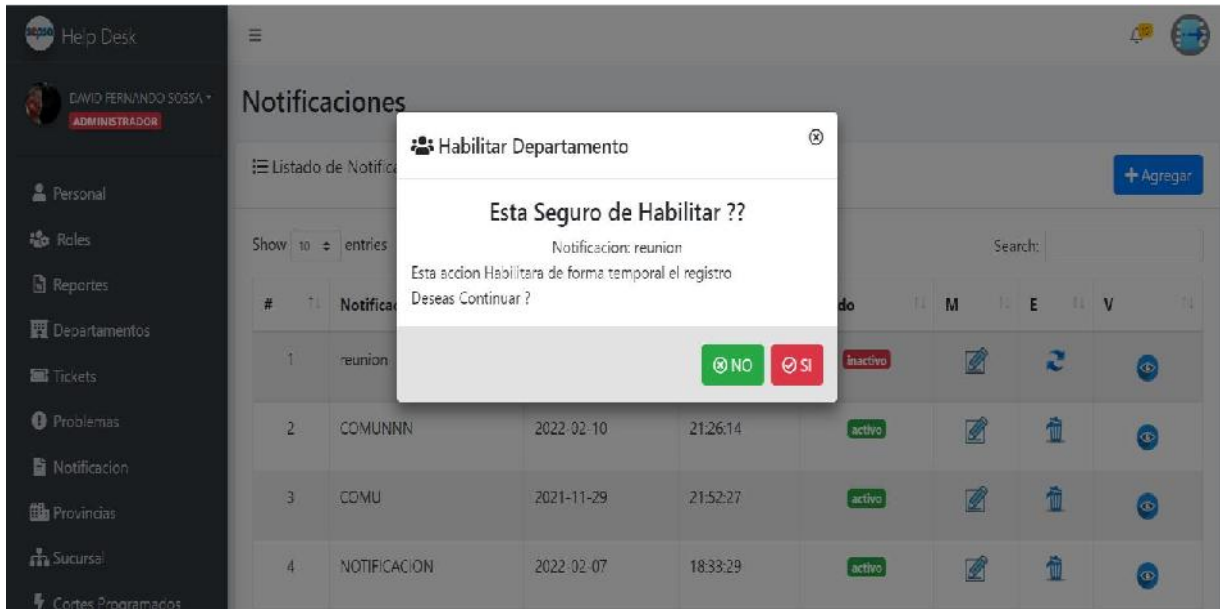 sepsa Help Desk
DAVID FERNANDO SOSSA
ADMINISTRADOR
Personal
Roles
Reportes
Departamentos
Tickets
Problemas
Notificacion
Provincias
Sucursal
Cortes Programados
Notificaciones
Listado de Notifica
+ Agregar
Show 10 entries
Search:
# Notificac do M E V
1 reunion inactivo
2 COMUNNN 2022-02-10 21:26:14 activo
3 COMU 2021-11-29 21:52:27 activo
4 NOTIFICACION 2022-02-07 18:33:29 activo
Habilitar Departamento
Esta Seguro de Habilitar ??
Notificacion: reunion
Esta accion Habilitara de forma temporal el registro
Deseas Continuar ?
NO SI